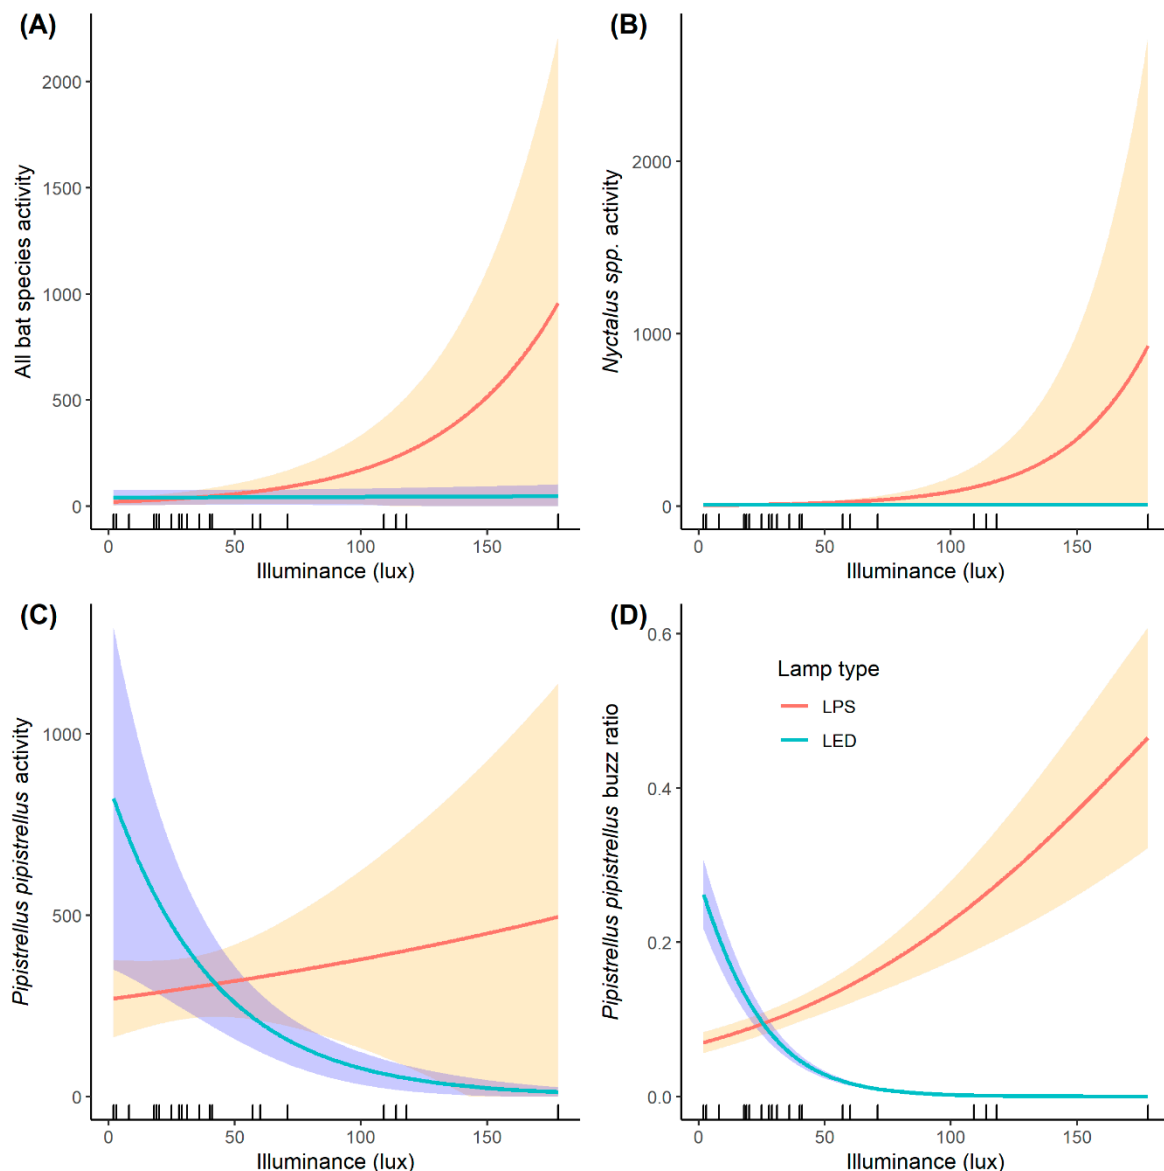 (A)
All bat species activity
2000
1500
1000
500
0
0 50 100 150
Illuminance (lux)
(B)
Nyctalus spp. activity
2000
1000
0
0 50 100 150
Illuminance (lux)
(C)
Pipistrellus pipistrellus activity
1000
500
0
0 50 100 150
Illuminance (lux)
(D)
Pipistrellus pipistrellus buzz ratio
0.6
0.4
0.2
0.0
Lamp type
LPS
LED
0 50 100 150
Illuminance (lux)